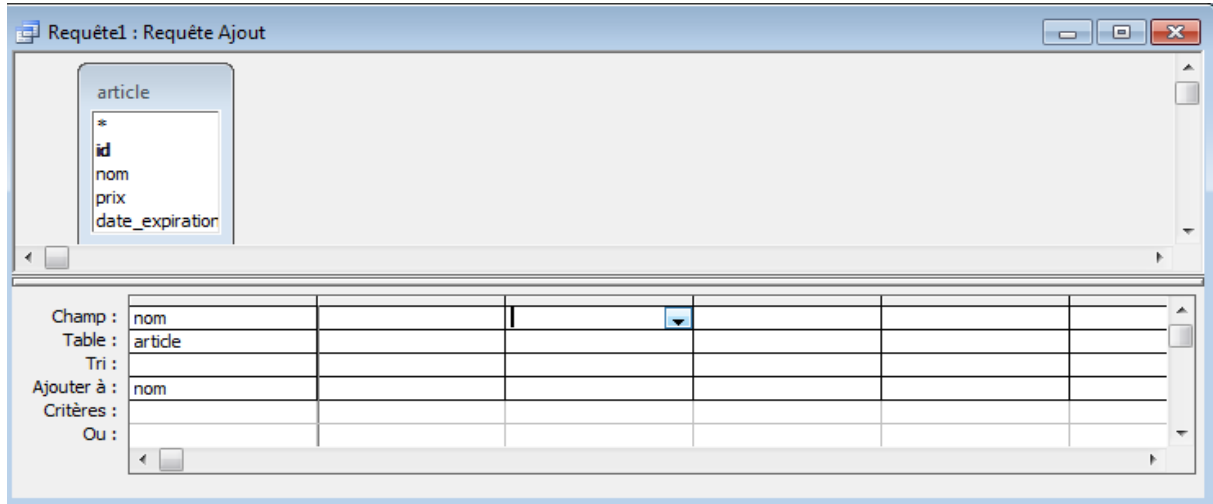 Requête1 : Requête Ajout
article
*
id
nom
prix
date_expiration
Champ : nom
Table : article
Tri :
Ajouter à : nom
Critères :
Ou :